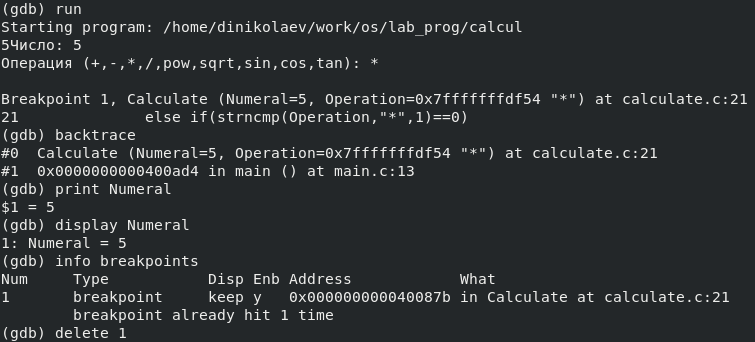 (gdb) run
Starting program: /home/dinikolaev/work/os/lab_prog/calcul
5Число: 5
Операция (+,-,*,/,pow,sqrt,sin,cos,tan): *
Breakpoint 1, Calculate (Numeral=5, Operation=0x7fffffffdf54 "*") at calculate.c:21
21 else if(strncmp(Operation,"*",1)==0)
(gdb) backtrace
#0 Calculate (Numeral=5, Operation=0x7fffffffdf54 "*") at calculate.c:21
#1 0x0000000000400ad4 in main () at main.c:13
(gdb) print Numeral
$1 = 5
(gdb) display Numeral
1: Numeral = 5
(gdb) info breakpoints
Num Type Disp Enb Address What
1 breakpoint keep y 0x000000000040087b in Calculate at calculate.c:21
breakpoint already hit 1 time
(gdb) delete 1